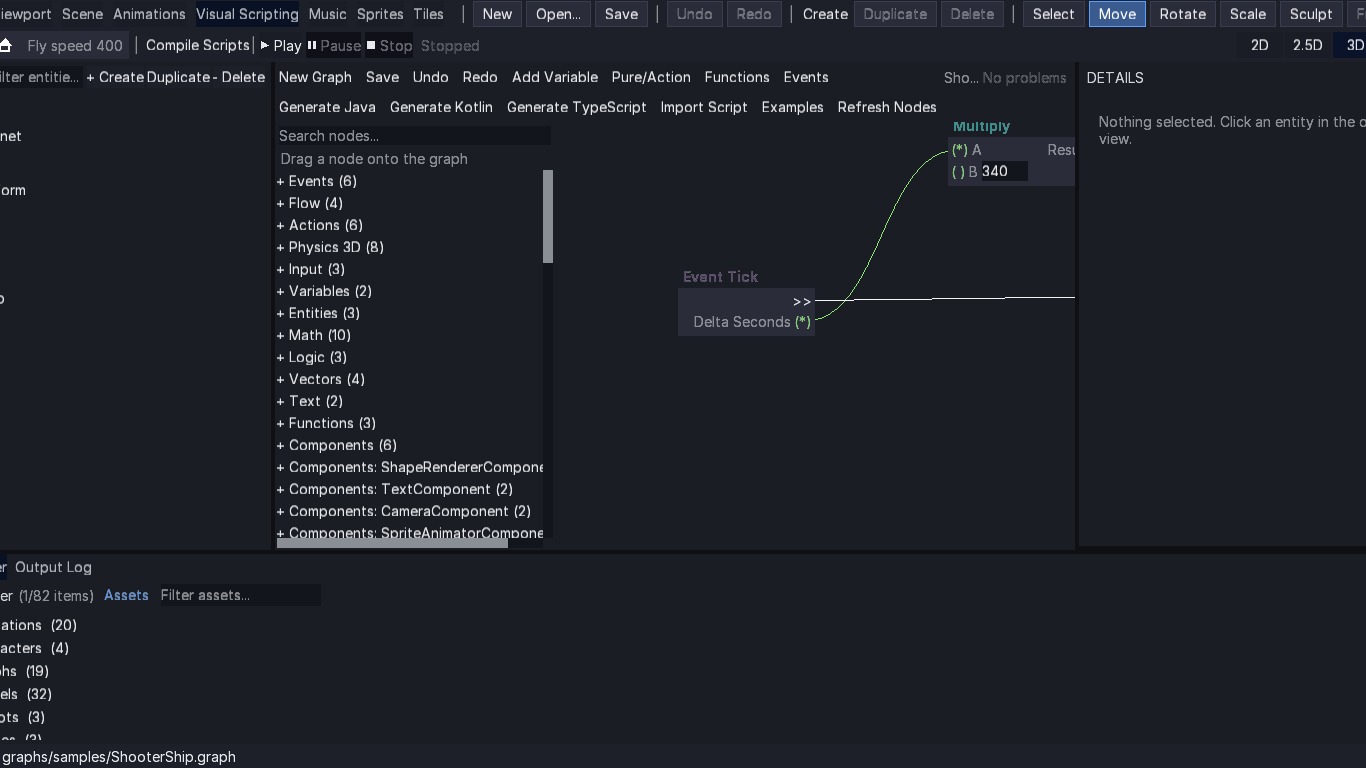 iewport Scene Animations Visual Scripting Music Sprites Tiles | New Open... Save | Undo Redo | Create Duplicate Delete | Select Move Rotate Scale Sculpt F
Fly speed 400 | Compile Scripts | Play Pause Stop Stopped 2D 2.5D 3D
ilter entitie... + Create Duplicate - Delete
New Graph Save Undo Redo Add Variable Pure/Action Functions Events Sho... No problems
DETAILS
Generate Java Generate Kotlin Generate TypeScript Import Script Examples Refresh Nodes
Nothing selected. Click an entity in the o
view.
net
orm
o
Search nodes...
Drag a node onto the graph
+ Events (6)
+ Flow (4)
+ Actions (6)
+ Physics 3D (8)
+ Input (3)
+ Variables (2)
+ Entities (3)
+ Math (10)
+ Logic (3)
+ Vectors (4)
+ Text (2)
+ Functions (3)
+ Components (6)
+ Components: ShapeRendererCompone
+ Components: TextComponent (2)
+ Components: CameraComponent (2)
+ Components: SpriteAnimatorCompone
Multiply
(*) A Resu
( ) B 340
Event Tick
>>
Delta Seconds (*)
er Output Log
er (1/82 items) Assets Filter assets...
ations (20)
acters (4)
phs (19)
els (32)
pts (3)
es (3)
graphs/samples/ShooterShip.graph